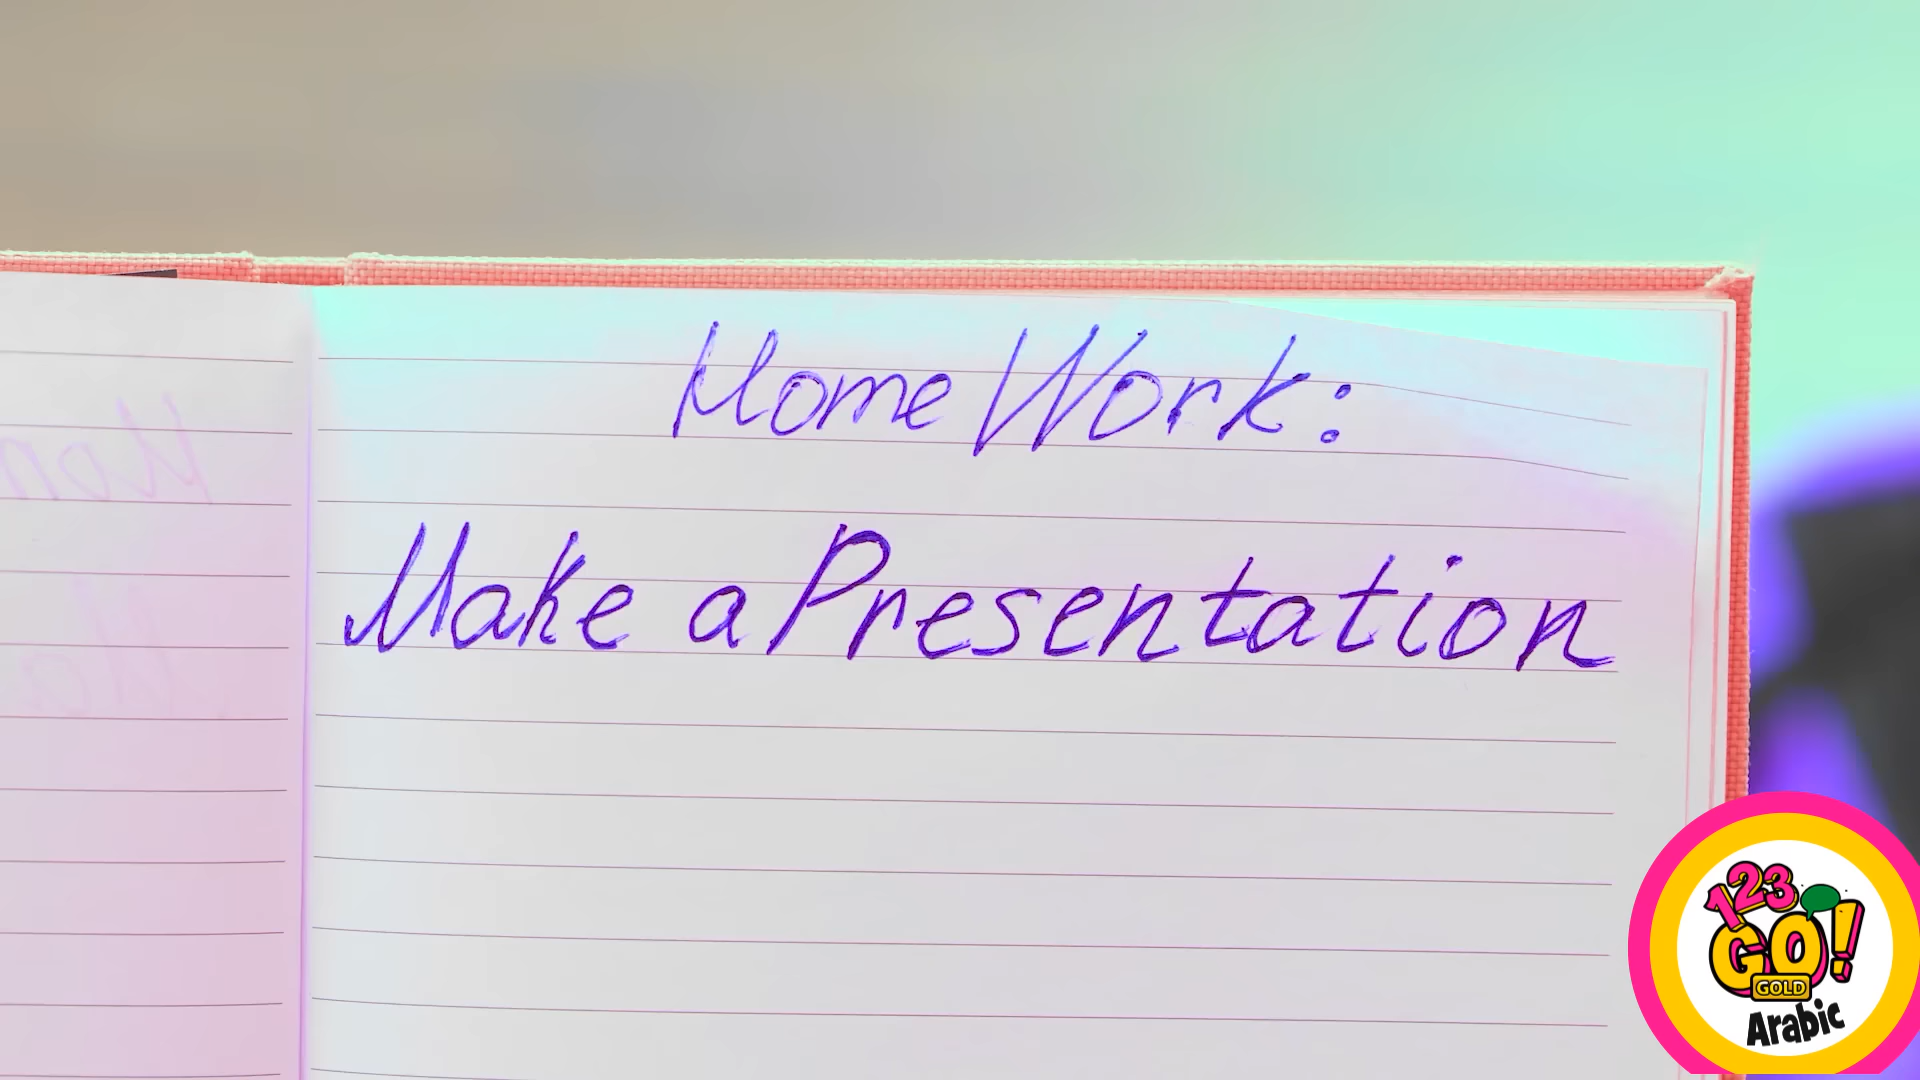 Home Work:
Make a Presentation
123
GO!
GOLD
Arabic